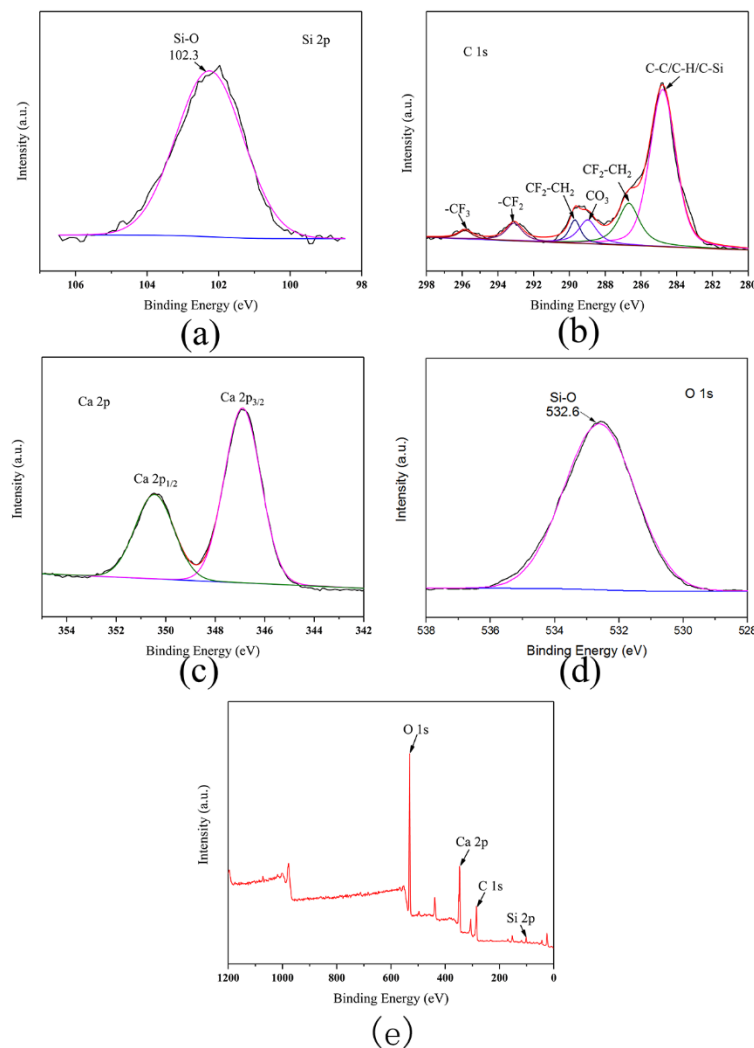 Si-O
102.3
Si 2p
Intensity (a.u.)
106 104 102 100 98
Binding Energy (eV)
(a)
C 1s
C-C/C-H/C-Si
CF₂-CH₂
CF₂-CH₂
CO₃
-CF₂
-CF₃
Intensity (a.u.)
298 296 294 292 290 288 286 284 282 280
Binding Energy (eV)
(b)
Ca 2p
Ca 2p₃/₂
Ca 2p₁/₂
Intensity (a.u.)
354 352 350 348 346 344 342
Binding Energy (eV)
(c)
Si-O
532.6
O 1s
Intensity (a.u.)
538 536 534 532 530 528
Binding Energy (eV)
(d)
O 1s
Ca 2p
C 1s
Si 2p
Intensity (a.u.)
1200 1000 800 600 400 200 0
Binding Energy (eV)
(e)